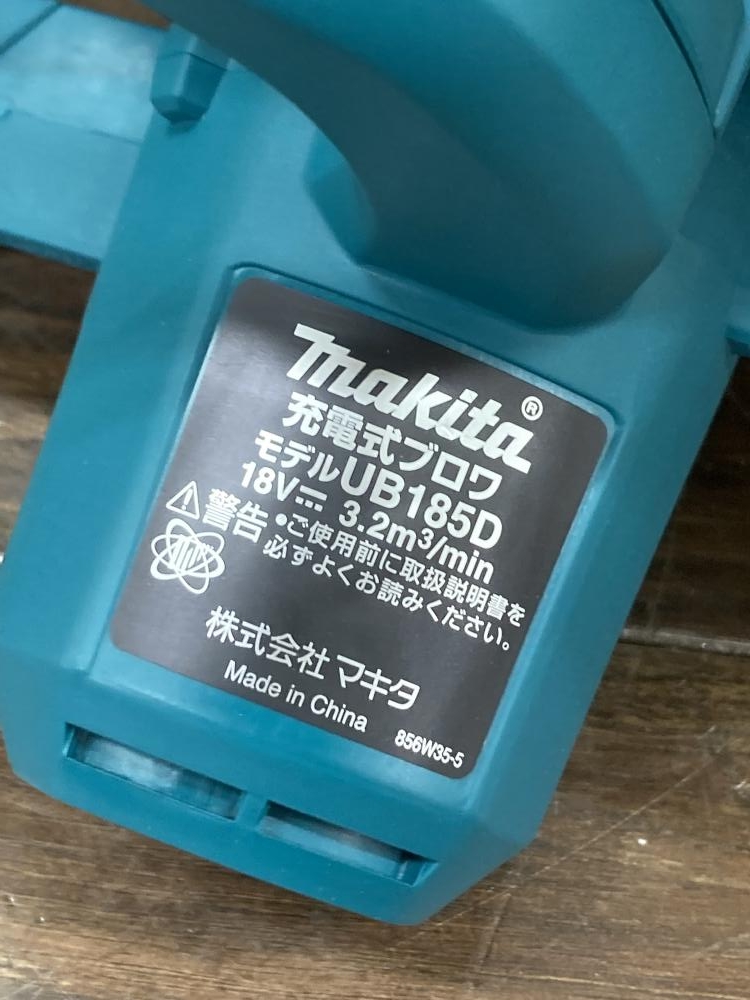 makita®
充電式ブロワ
モデルUB185D
18V⎓ 3.2m³/min
⚠警告 •ご使用前に取扱説明書を
必ずよくお読みください。
株式会社 マキタ
Made in China 856W35-5